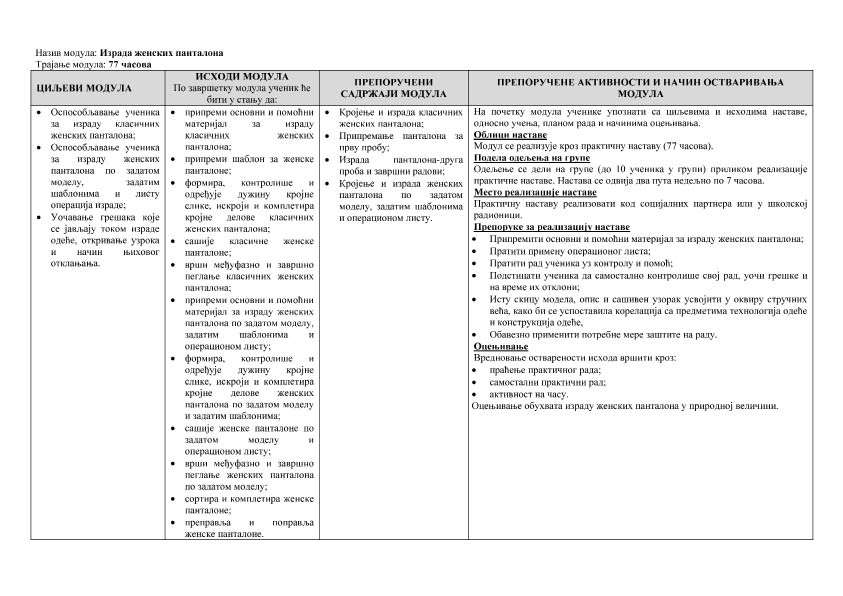 Назив модула: Израда женских панталона
Трајање модула: 77 часова
ЦИЉЕВИ МОДУЛА
ИСХОДИ МОДУЛА
По завршетку модула ученик ће
бити у стању да:
ПРЕПОРУЧЕНИ
САДРЖАЈИ МОДУЛА
ПРЕПОРУЧЕНЕ АКТИВНОСТИ И НАЧИН ОСТВАРИВАЊА
МОДУЛА
• Оспособљавање ученика
за израду класичних
женских панталона;
• Оспособљавање ученика
за израду женских
панталона по задатом
моделу, задатим
шаблонима и листу
операција израде;
• Уочавање грешака које
се јављају током израде
одеће, откривање узрока
и начин њиховог
отклањања.
• припреми основни и помоћни
материјал за израду
класичних женских
панталона;
• припреми шаблон за женске
панталоне;
• формира, контролише и
одређује дужину кројне
слике, искроји и комплетира
кројне делове класичних
женских панталона;
• сашије класичне женске
панталоне;
• врши међуфазно и завршно
пеглање класичних женских
панталона;
• припреми основни и помоћни
материјал за израду женских
панталона по задатом моделу,
задатим шаблонима и
операционом листу;
• формира, контролише и
одређује дужину кројне
слике, искроји и комплетира
кројне делове женских
панталона по задатом моделу
и задатим шаблонима;
• сашије женске панталоне по
задатом моделу и
операционом листу;
• врши међуфазно и завршно
пеглање женских панталона
по задатом моделу;
• сортира и комплетира женске
панталоне;
• преправља и поправља
женске панталоне.
• Кројење и израда класичних
женских панталона;
• Припремање панталона за
прву пробу;
• Израда панталона-друга
проба и завршни радови;
• Кројење и израда женских
панталона по задатом
моделу, задатим шаблонима
и операционом листу.
На почетку модула ученике упознати са циљевима и исходима наставе,
односно учења, планом рада и начинима оцењивања.
Облици наставе
Модул се реализује кроз практичну наставу (77 часова).
Подела одељења на групе
Одељење се дели на групе (до 10 ученика у групи) приликом реализације
практичне наставе. Настава се одвија два пута недељно по 7 часова.
Место реализације наставе
Практичну наставу реализовати код социјалних партнера или у школској
радионици.
Препоруке за реализацију наставе
• Припремити основни и помоћни материјал за израду женских панталона;
• Пратити примену операционог листа;
• Пратити рад ученика уз контролу и помоћ;
• Подстицати ученика да самостално контролише свој рад, уочи грешке и
на време их отклони;
• Исту скицу модела, опис и сашивен узорак усвојити у оквиру стручних
већа, како би се успоставила корелација са предметима технологија одеће
и конструкција одеће,
• Обавезно применити потребне мере заштите на раду.
Оцењивање
Вредновање остварености исхода вршити кроз:
• праћење практичног рада;
• самостални практични рад;
• активност на часу.
Оцењивање обухвата израду женских панталона у природној величини.